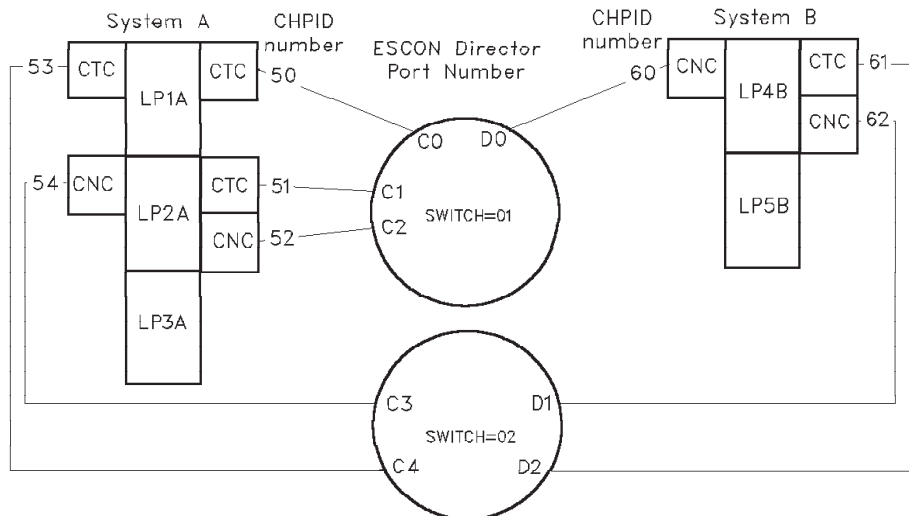 System A
CHPID
number
ESCON Director
Port Number
CHPID
number
System B
53
CTC
LP1A
CTC
50
60
CNC
LP4B
CTC
61
CNC
62
C0
D0
54
CNC
LP2A
CTC
51
C1
CNC
52
C2
SWITCH=01
LP5B
LP3A
C3
D1
SWITCH=02
C4
D2